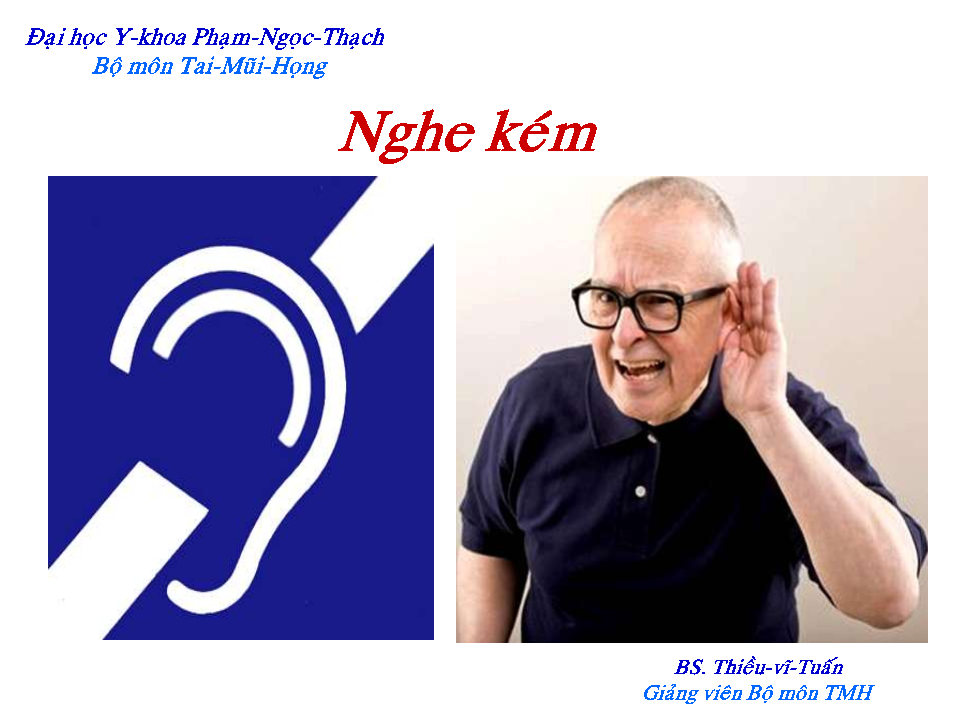 Đại học Y-khoa Phạm-Ngọc-Thạch
Bộ môn Tai-Mũi-Họng
Nghe kém
BS. Thiều-vĩ-Tuấn
Giảng viên Bộ môn TMH